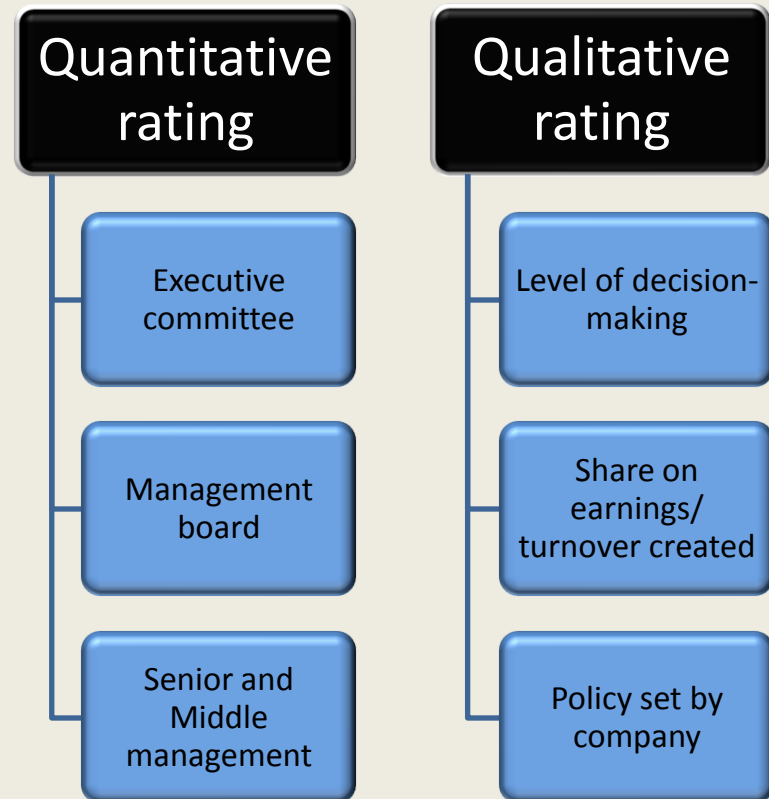 Quantitative
rating
Executive
committee
Management
board
Senior and
Middle
management
Qualitative
rating
Level of decision-
making
Share on
earnings/
turnover created
Policy set by
company